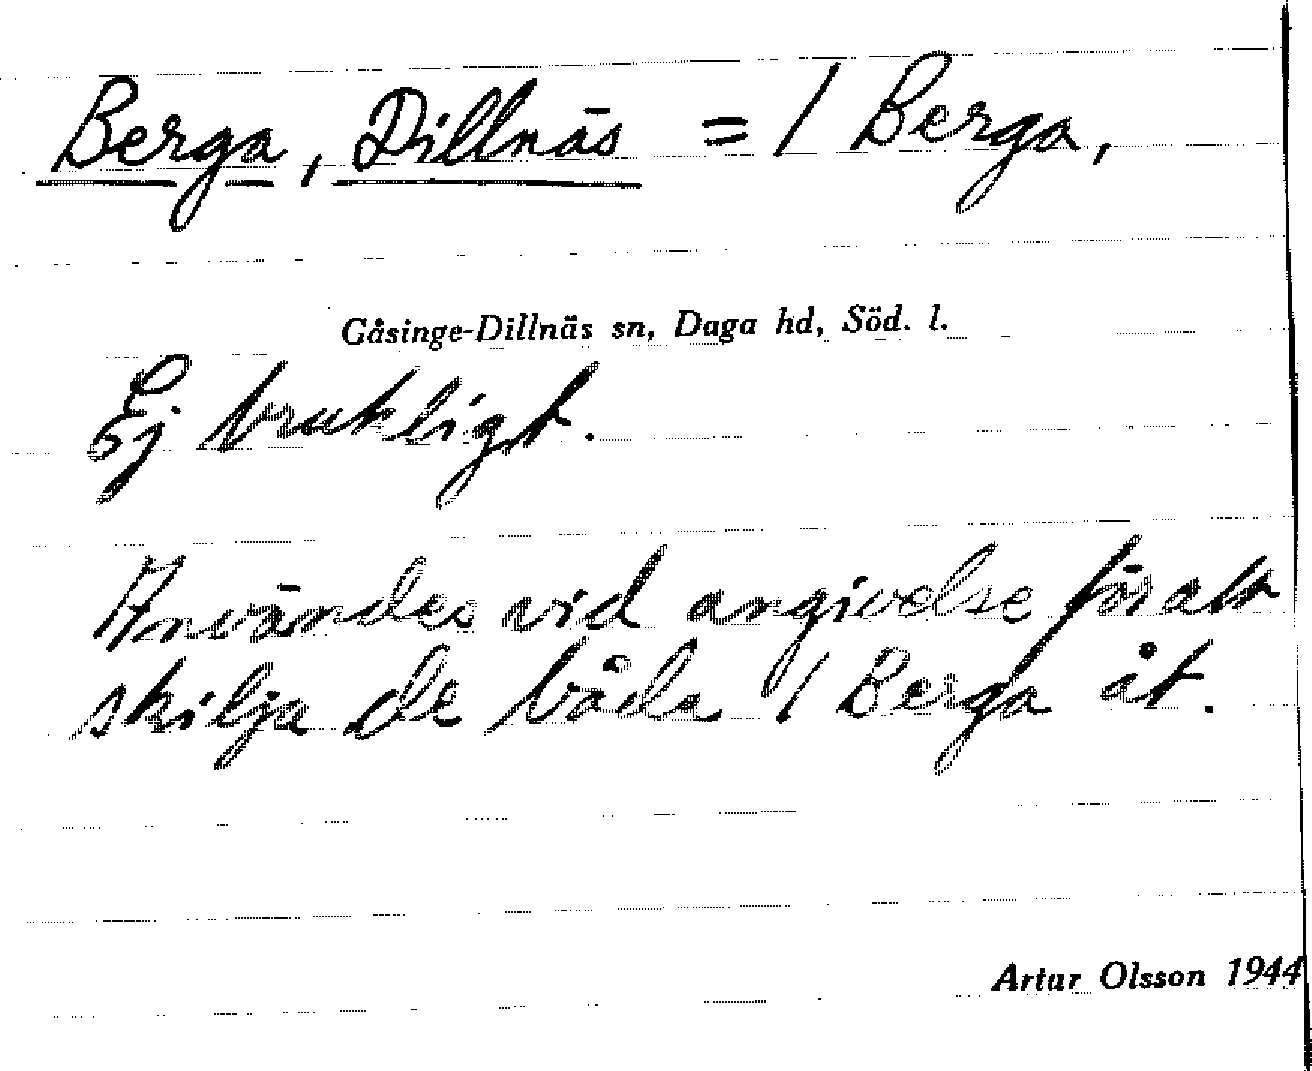 Berga, Dillnäs = / Berga,
Gåsinge-Dillnäs sn, Daga hd, Söd. l.
Ej brukligt.
Användes vid angivelse för att
skilja de båda / Berga åt.
Artur Olsson 1944